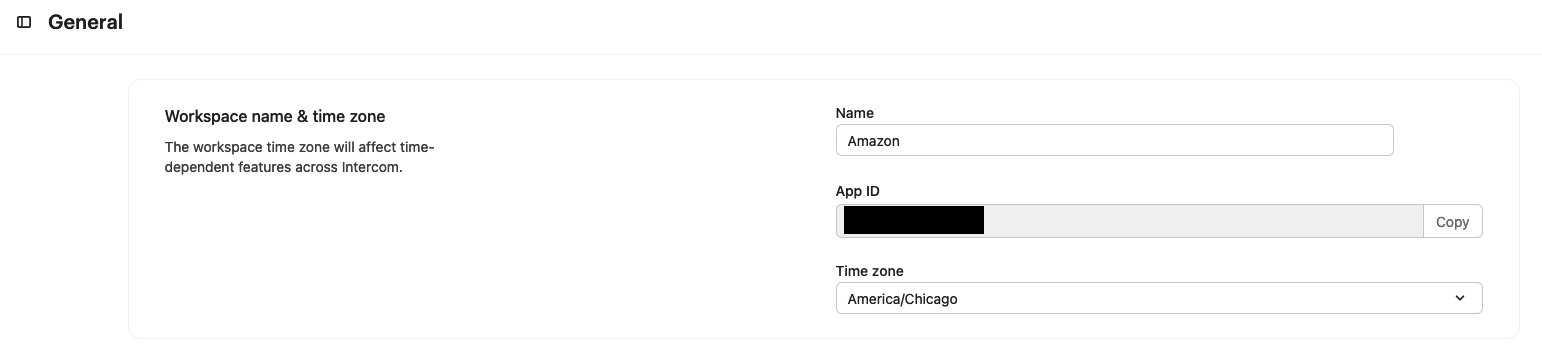 General
Workspace name & time zone
The workspace time zone will affect time-
dependent features across Intercom.
Name
Amazon
App ID
Copy
Time zone
America/Chicago